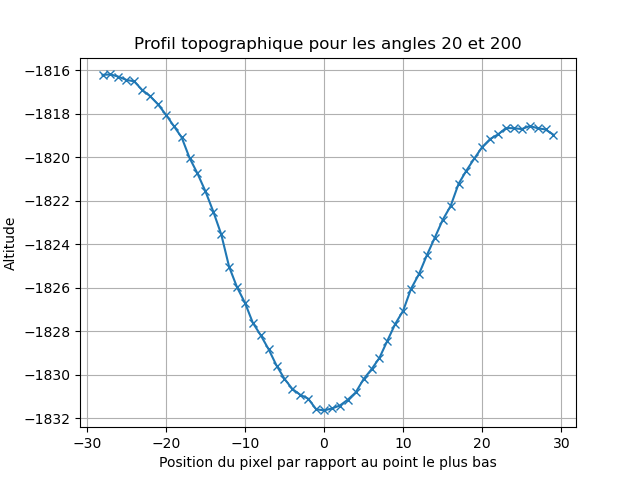 Profil topographique pour les angles 20 et 200
Altitude
−1816
−1818
−1820
−1822
−1824
−1826
−1828
−1830
−1832
−30 −20 −10 0 10 20 30
Position du pixel par rapport au point le plus bas